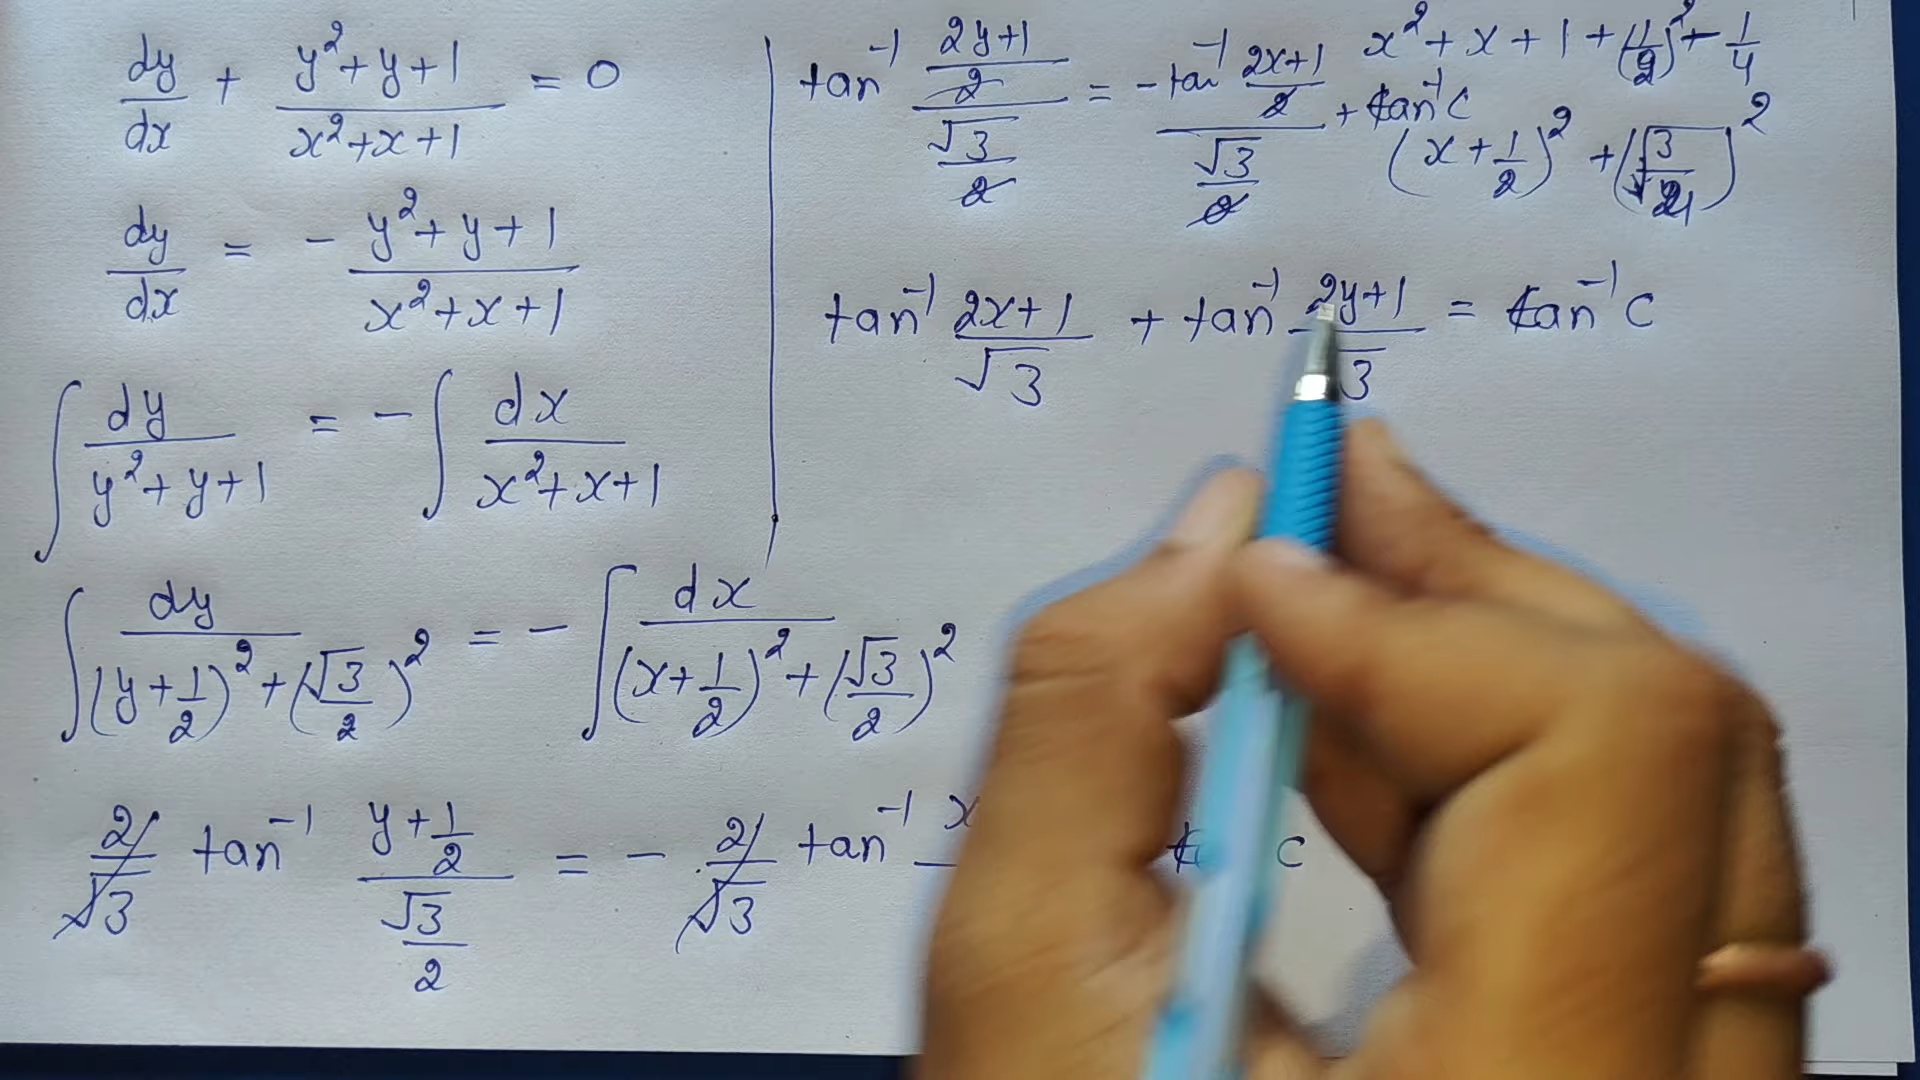 dy/dx + (y² + y + 1)/(x² + x + 1) = 0
dy/dx = - (y² + y + 1)/(x² + x + 1)
∫ dy/(y² + y + 1) = - ∫ dx/(x² + x + 1)
∫ dy/((y + 1/2)² + (√3/2)²) = - ∫ dx/((x + 1/2)² + (√3/2)²)
2/√3 tan⁻¹ (y + 1/2)/(√3/2) = - 2/√3 tan⁻¹ x C
tan⁻¹ ((2y+1)/2)/(√3/2) = - tan⁻¹ ((2x+1)/2)/(√3/2) + tan⁻¹ C
x² + x + 1 + (1/2)² - 1/4
(x + 1/2)² + (√3/2)²
tan⁻¹ (2x+1)/√3 + tan⁻¹ (2y+1)/3 = tan⁻¹ C